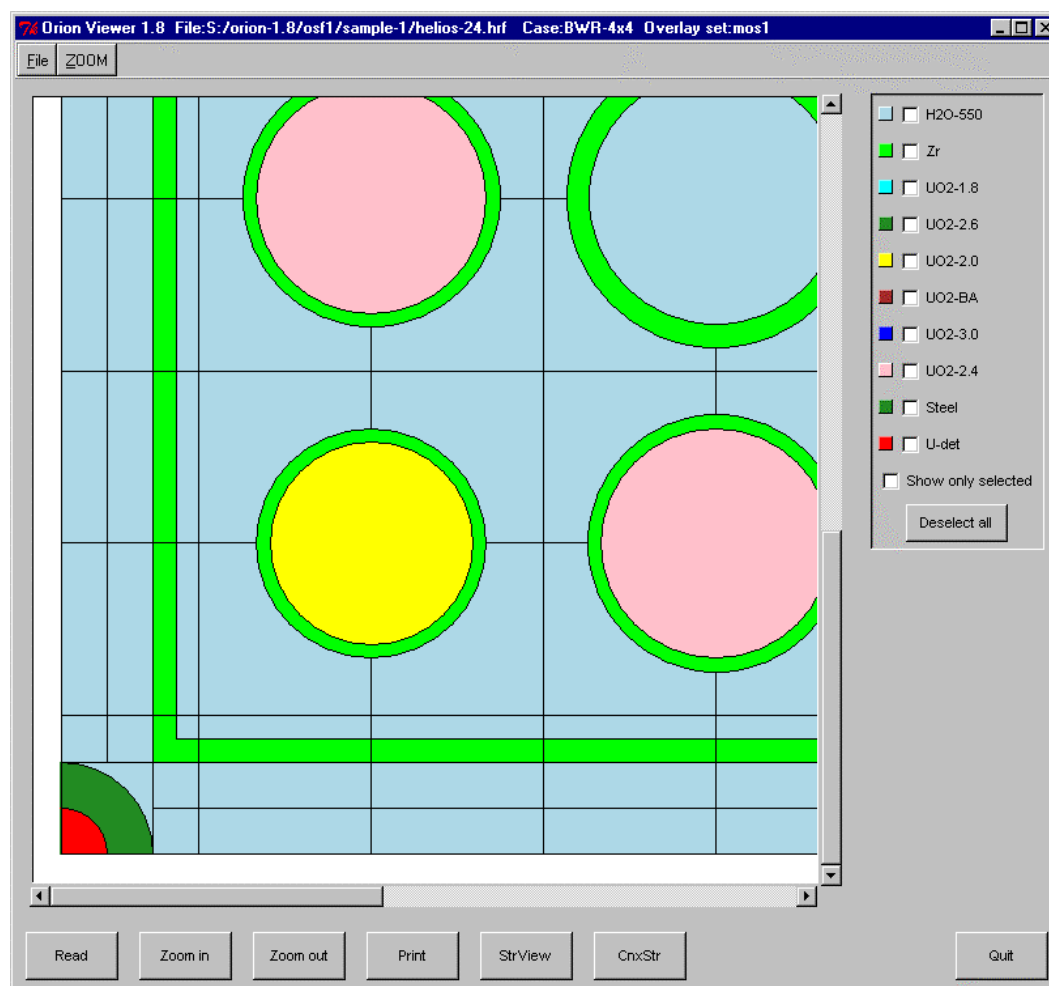 Orion Viewer 1.8 File:S:/orion-1.8/osf1/sample-1/helios-24.hrf Case:BWR-4x4 Overlay set:mos1
File ZOOM
H2O-550
Zr
UO2-1.8
UO2-2.6
UO2-2.0
UO2-BA
UO2-3.0
UO2-2.4
Steel
U-det
Show only selected
Deselect all
Read Zoom in Zoom out Print StrView CnxStr Quit